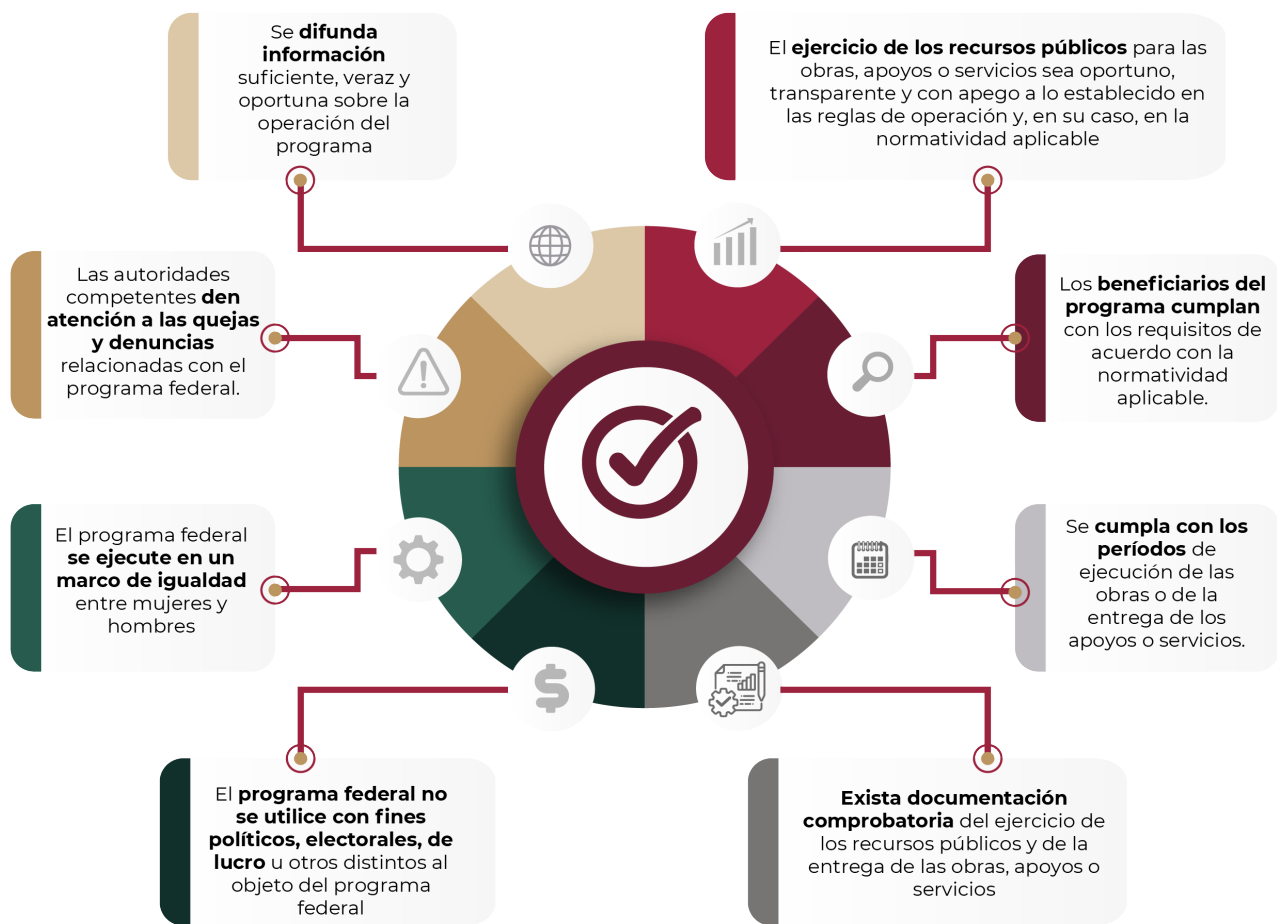 Se difunda
información
suficiente, veraz y
oportuna sobre la
operación del
programa
El ejercicio de los recursos públicos para las
obras, apoyos o servicios sea oportuno,
transparente y con apego a lo establecido en
las reglas de operación y, en su caso, en la
normatividad aplicable
Las autoridades
competentes den
atención a las quejas
y denuncias
relacionadas con el
programa federal.
Los beneficiarios del
programa cumplan
con los requisitos de
acuerdo con la
normatividad
aplicable.
El programa federal
se ejecute en un
marco de igualdad
entre mujeres y
hombres
Se cumpla con los
períodos de
ejecución de las
obras o de la
entrega de los
apoyos o servicios.
El programa federal no
se utilice con fines
políticos, electorales, de
lucro u otros distintos al
objeto del programa
federal
Exista documentación
comprobatoria del ejercicio de
los recursos públicos y de la
entrega de las obras, apoyos o
servicios